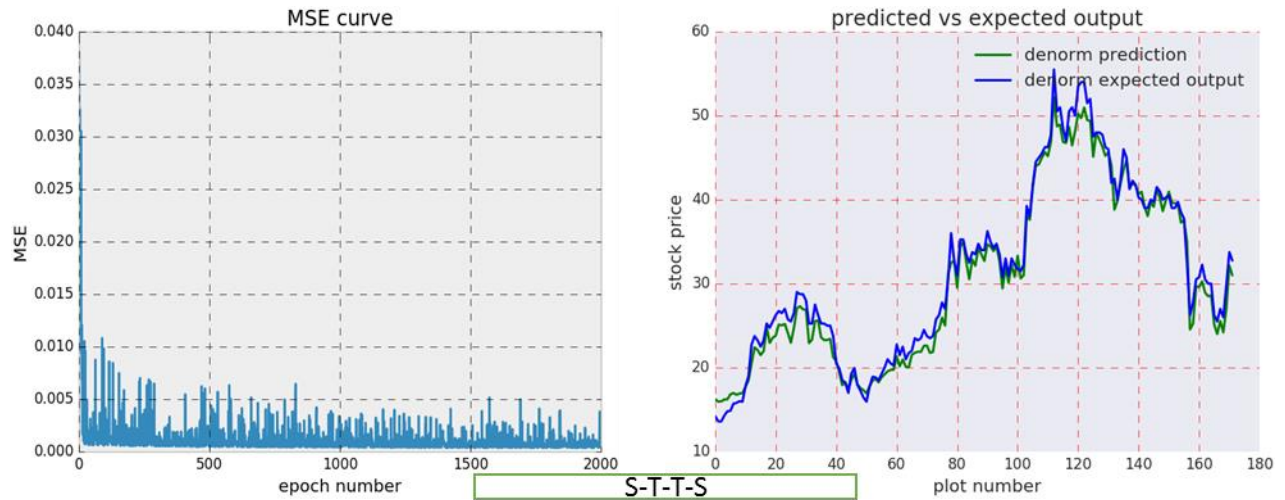 MSE curve
0.040
0.035
0.030
0.025
0.020
0.015
0.010
0.005
0.000
MSE
0 500 1000 1500 2000
epoch number
predicted vs expected output
60
50
40
30
20
10
stock price
denorm prediction
denorm expected output
0 20 40 60 80 100 120 140 160 180
plot number
S-T-T-S